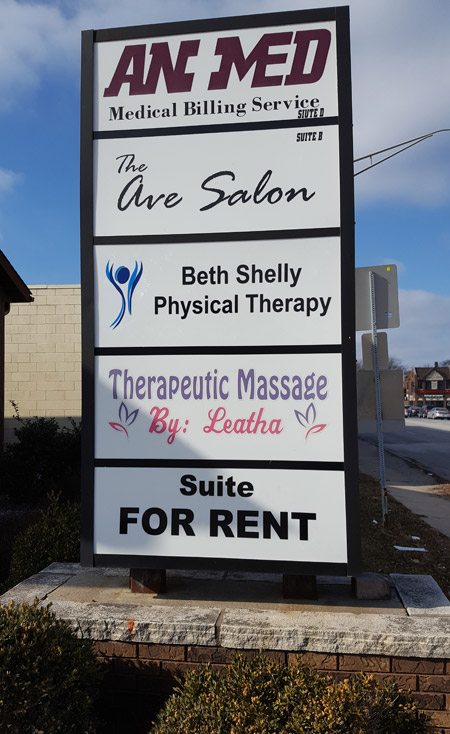 AN MED
Medical Billing Service
SIUTE D
SUITE B
The
Ave Salon
Beth Shelly
Physical Therapy
Therapeutic Massage
By: Leatha
Suite
FOR RENT